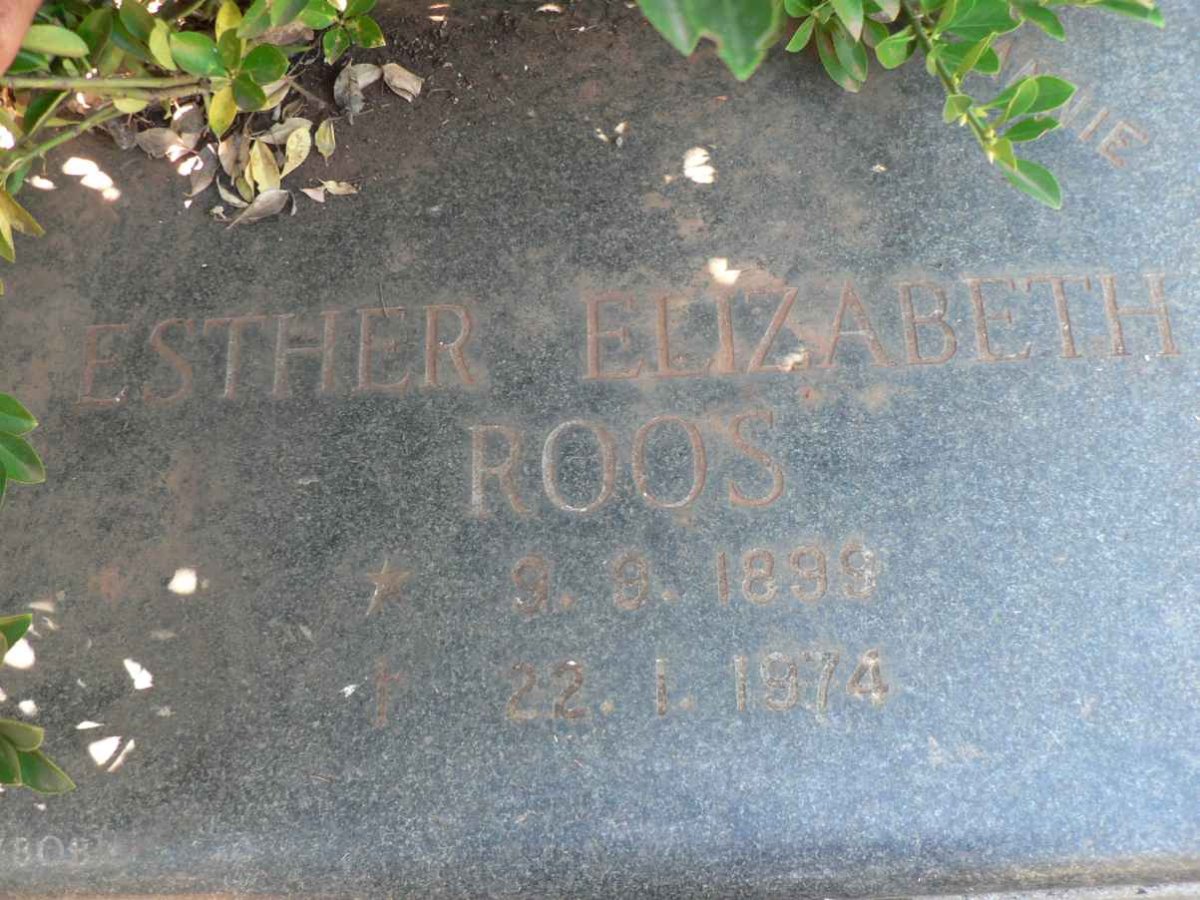 ESTHER ELIZABETH
ROOS
9. 9. 1899
† 22. 1. 1974